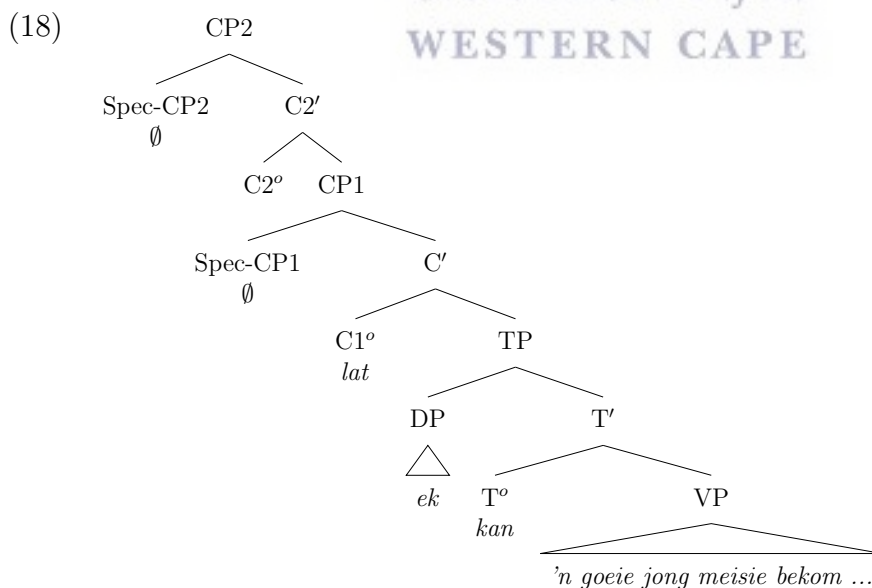 WESTERN CAPE
(18) CP2
Spec-CP2 C2′
∅
C2ᵒ CP1
Spec-CP1 C′
∅
C1ᵒ TP
lat
DP T′
ek Tᵒ VP
kan
'n goeie jong meisie bekom ...